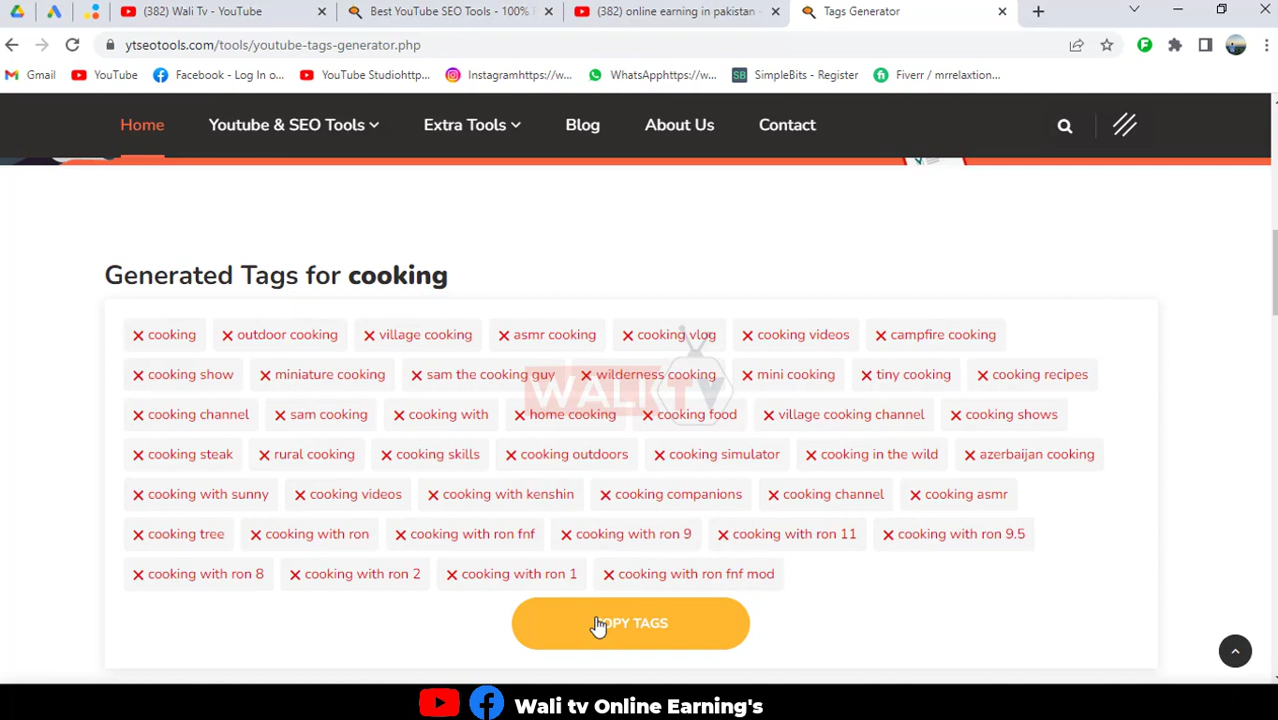 (382) Wali Tv - YouTube
Best YouTube SEO Tools - 100% F
(382) online earning in pakistan -
Tags Generator
ytseotools.com/tools/youtube-tags-generator.php
Gmail
YouTube
Facebook - Log In o...
YouTube Studiohttp...
Instagramhttps://w...
WhatsApphttps://w...
SB
SimpleBits - Register
fi
Fiverr / mrrelaxtion...
Home
Youtube & SEO Tools
Extra Tools
Blog
About Us
Contact
Generated Tags for cooking
cooking outdoor cooking village cooking asmr cooking cooking vlog cooking videos campfire cooking
cooking show miniature cooking sam the cooking guy wilderness cooking mini cooking tiny cooking cooking recipes
WALI TV
cooking channel sam cooking cooking with home cooking cooking food village cooking channel cooking shows
cooking steak rural cooking cooking skills cooking outdoors cooking simulator cooking in the wild azerbaijan cooking
cooking with sunny cooking videos cooking with kenshin cooking companions cooking channel cooking asmr
cooking tree cooking with ron cooking with ron fnf cooking with ron 9 cooking with ron 11 cooking with ron 9.5
cooking with ron 8 cooking with ron 2 cooking with ron 1 cooking with ron fnf mod
COPY TAGS
Wali tv Online Earning's